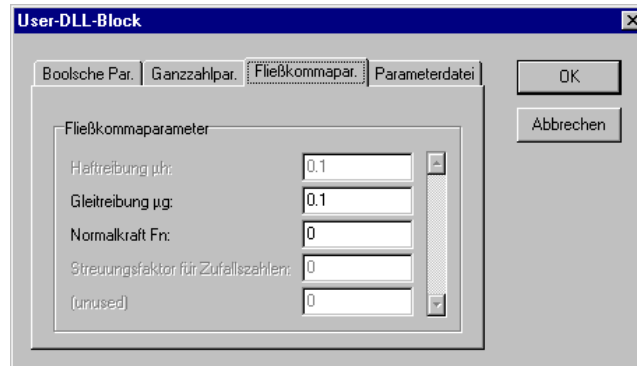 User-DLL-Block
Boolsche Par. Ganzzahlpar. Fließkommapar. Parameterdatei
OK
Abbrechen
Fließkommaparameter
Haftreibung µh: 0.1
Gleitreibung µg: 0.1
Normalkraft Fn: 0
Streuungsfaktor für Zufallszahlen: 0
(unused) 0